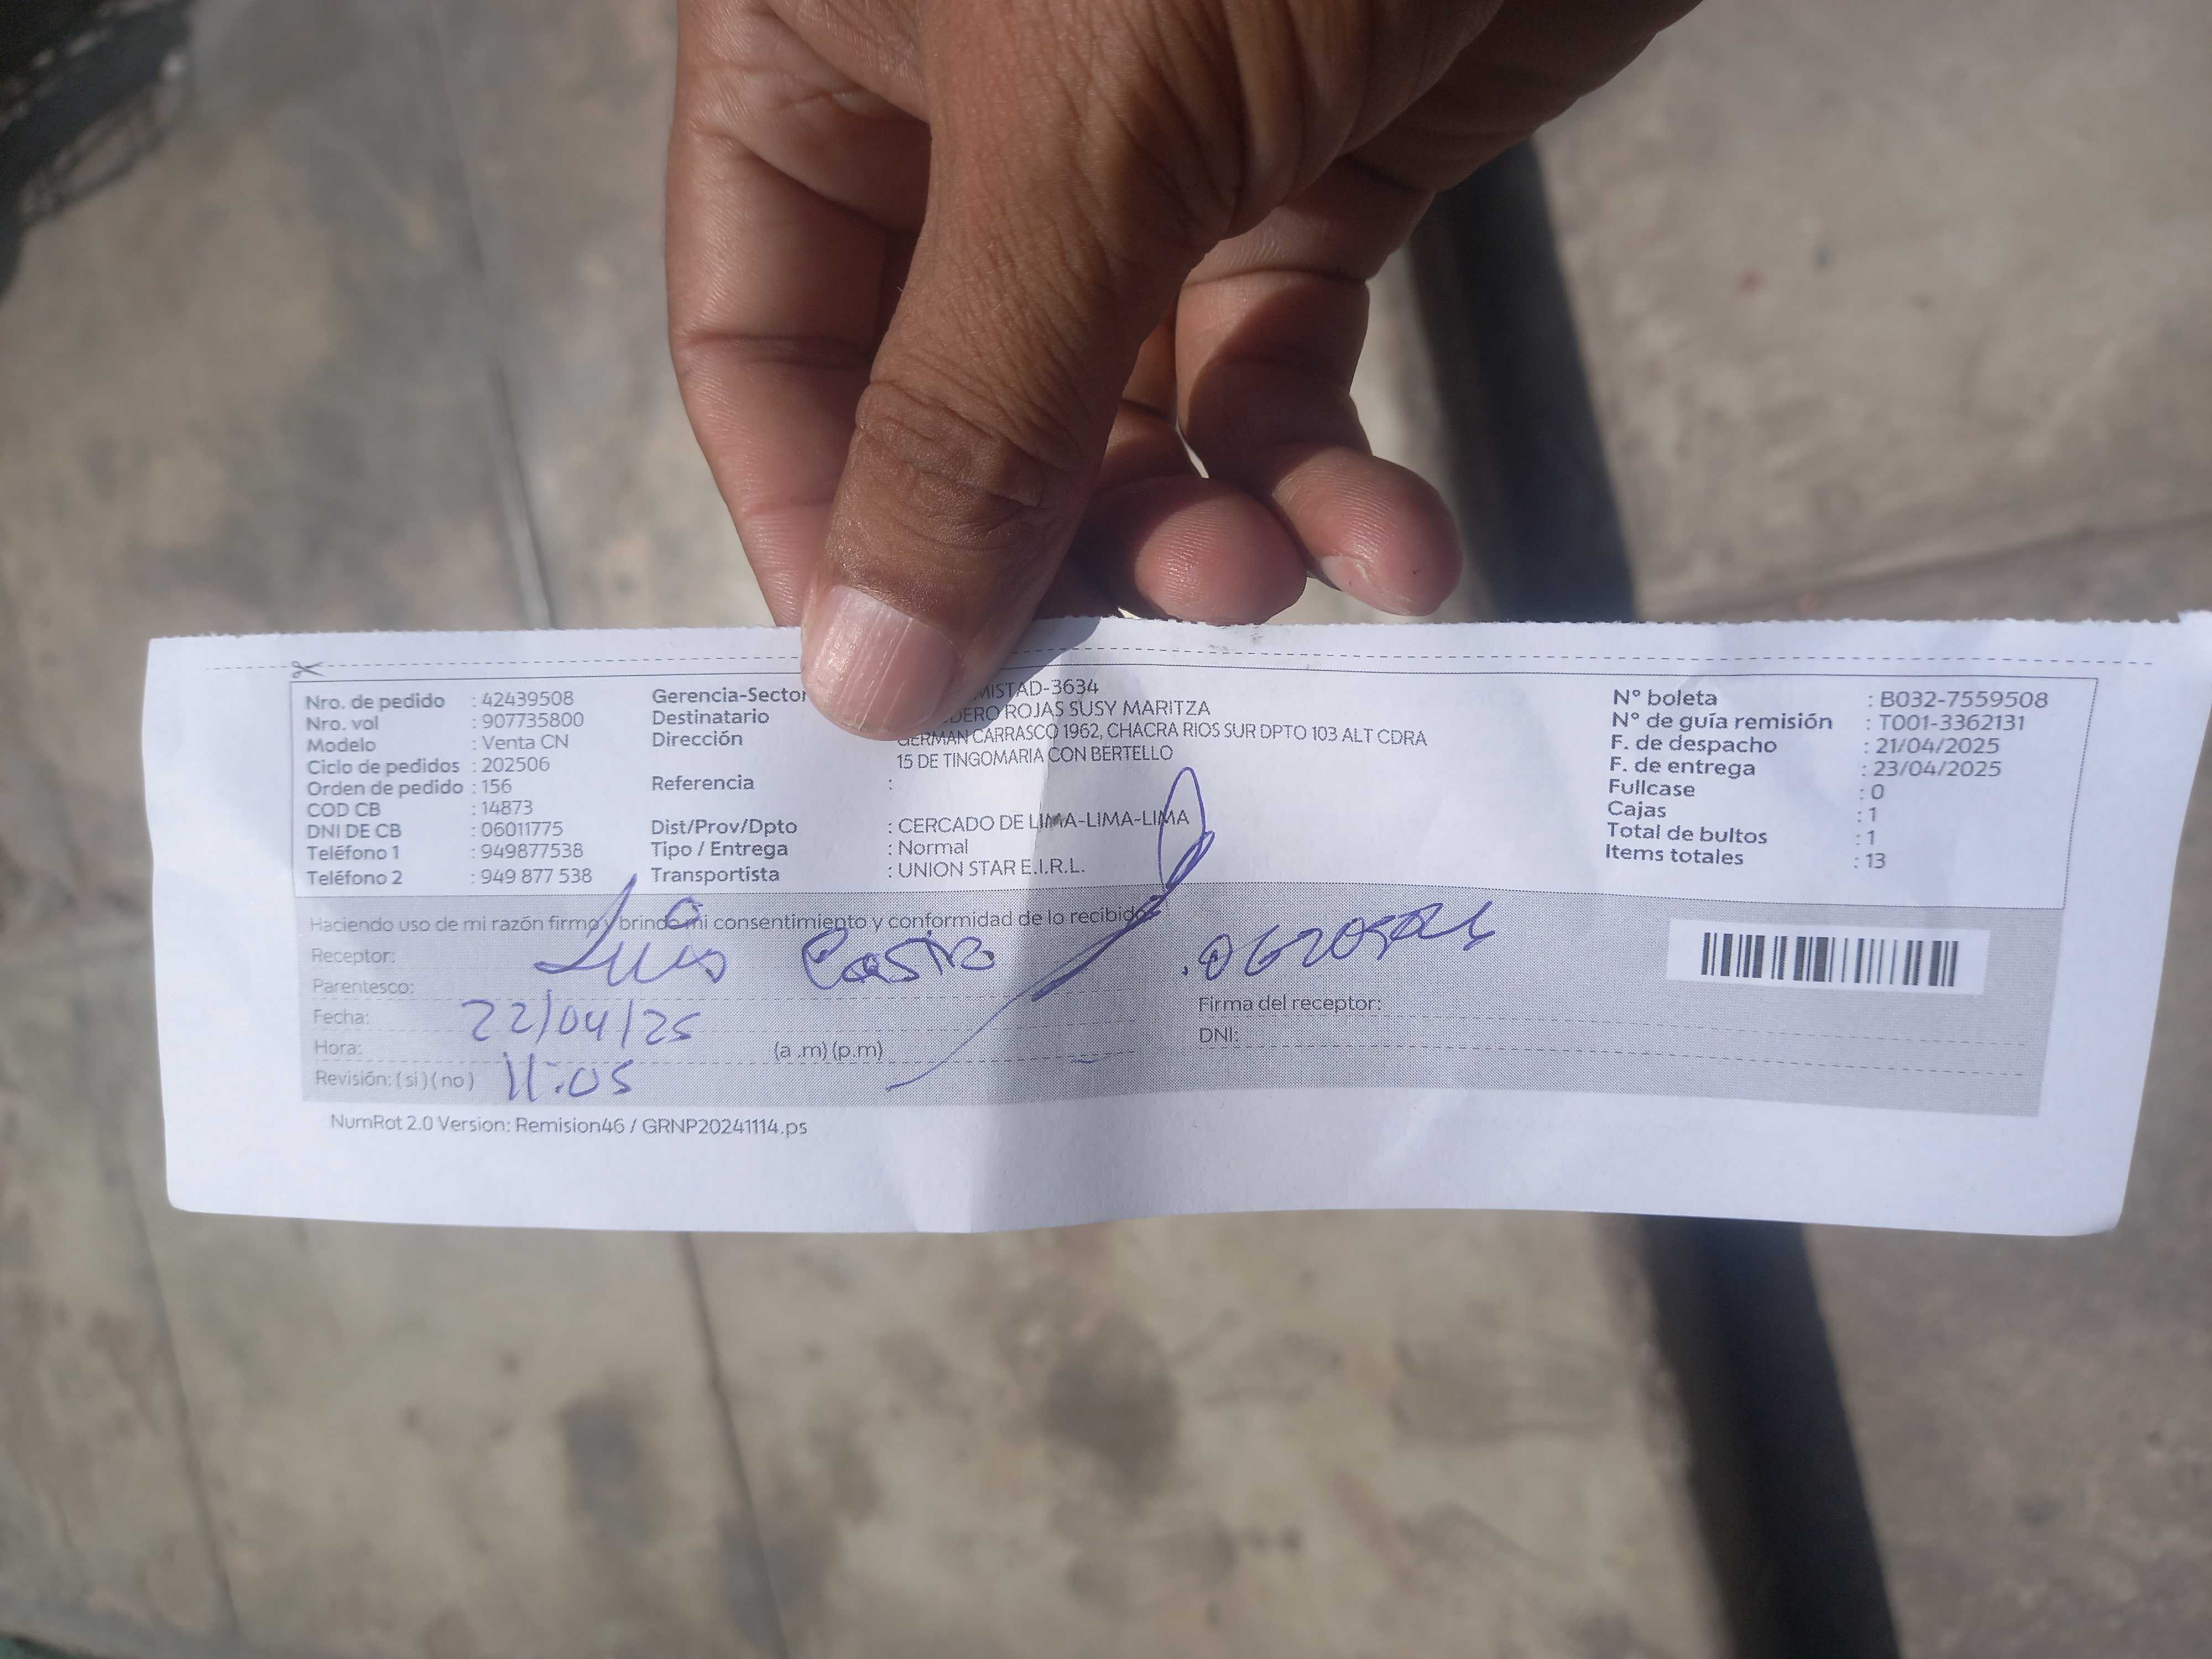 Nro. de pedido : 42439508
Nro. vol : 907735800
Modelo : Venta CN
Ciclo de pedidos : 202506
Orden de pedido : 156
COD CB : 14873
DNI DE CB : 06011775
Teléfono 1 : 949877538
Teléfono 2 : 949 877 538
Gerencia-Sector MISTAD-3634
Destinatario DERO ROJAS SUSY MARITZA
Dirección GERMAN CARRASCO 1962, CHACRA RIOS SUR DPTO 103 ALT CDRA
15 DE TINGOMARIA CON BERTELLO
Referencia :
Dist/Prov/Dpto : CERCADO DE LIMA-LIMA-LIMA
Tipo / Entrega : Normal
Transportista : UNION STAR E.I.R.L.
N° boleta : B032-7559508
N° de guía remisión : T001-3362131
F. de despacho : 21/04/2025
F. de entrega : 23/04/2025
Fullcase : 0
Cajas : 1
Total de bultos : 1
Items totales : 13
Haciendo uso de mi razón firmo y brindo mi consentimiento y conformidad de lo recibido
Receptor: Luis Castro
Parentesco:
Fecha: 22/04/25
Hora: (a .m) (p.m)
Revisión: ( si ) ( no ) 11:05
Firma del receptor:
DNI:
NumRot 2.0 Version: Remision46 / GRNP20241114.ps